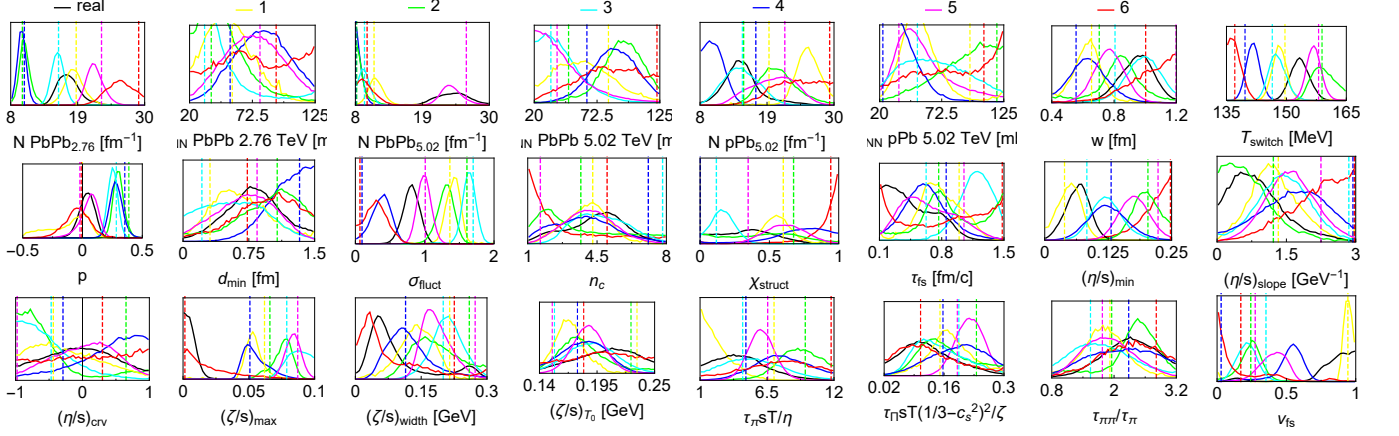 real 1 2 3 4 5 6
8 19 30 20 72.5 125 8 19 30 20 72.5 125 8 19 30 20 72.5 125 0.4 0.8 1.2 135 150 165
N PbPb2.76 [fm⁻¹] NN PbPb 2.76 TeV [m N PbPb5.02 [fm⁻¹] NN PbPb 5.02 TeV [m N pPb5.02 [fm⁻¹] NN pPb 5.02 TeV [ml w [fm] Tswitch [MeV]
−0.5 0 0.5 0 0.75 1.5 0 1 2 1 4.5 8 0 0.5 1 0.1 0.8 1.5 0 0.125 0.25 0 1.5 3
p dmin [fm] σfluct nc χstruct τfs [fm/c] (η/s)min (η/s)slope [GeV⁻¹]
−1 0 1 0 0.05 0.1 0 0.15 0.3 0.14 0.195 0.25 1 6.5 12 0.02 0.16 0.3 0.8 2 3.2 0 0.5 1
(η/s)crv (ζ/s)max (ζ/s)width [GeV] (ζ/s)T₀ [GeV] τπsT/η τΠsT(1/3−cs²)²/ζ τππ/τπ vfs